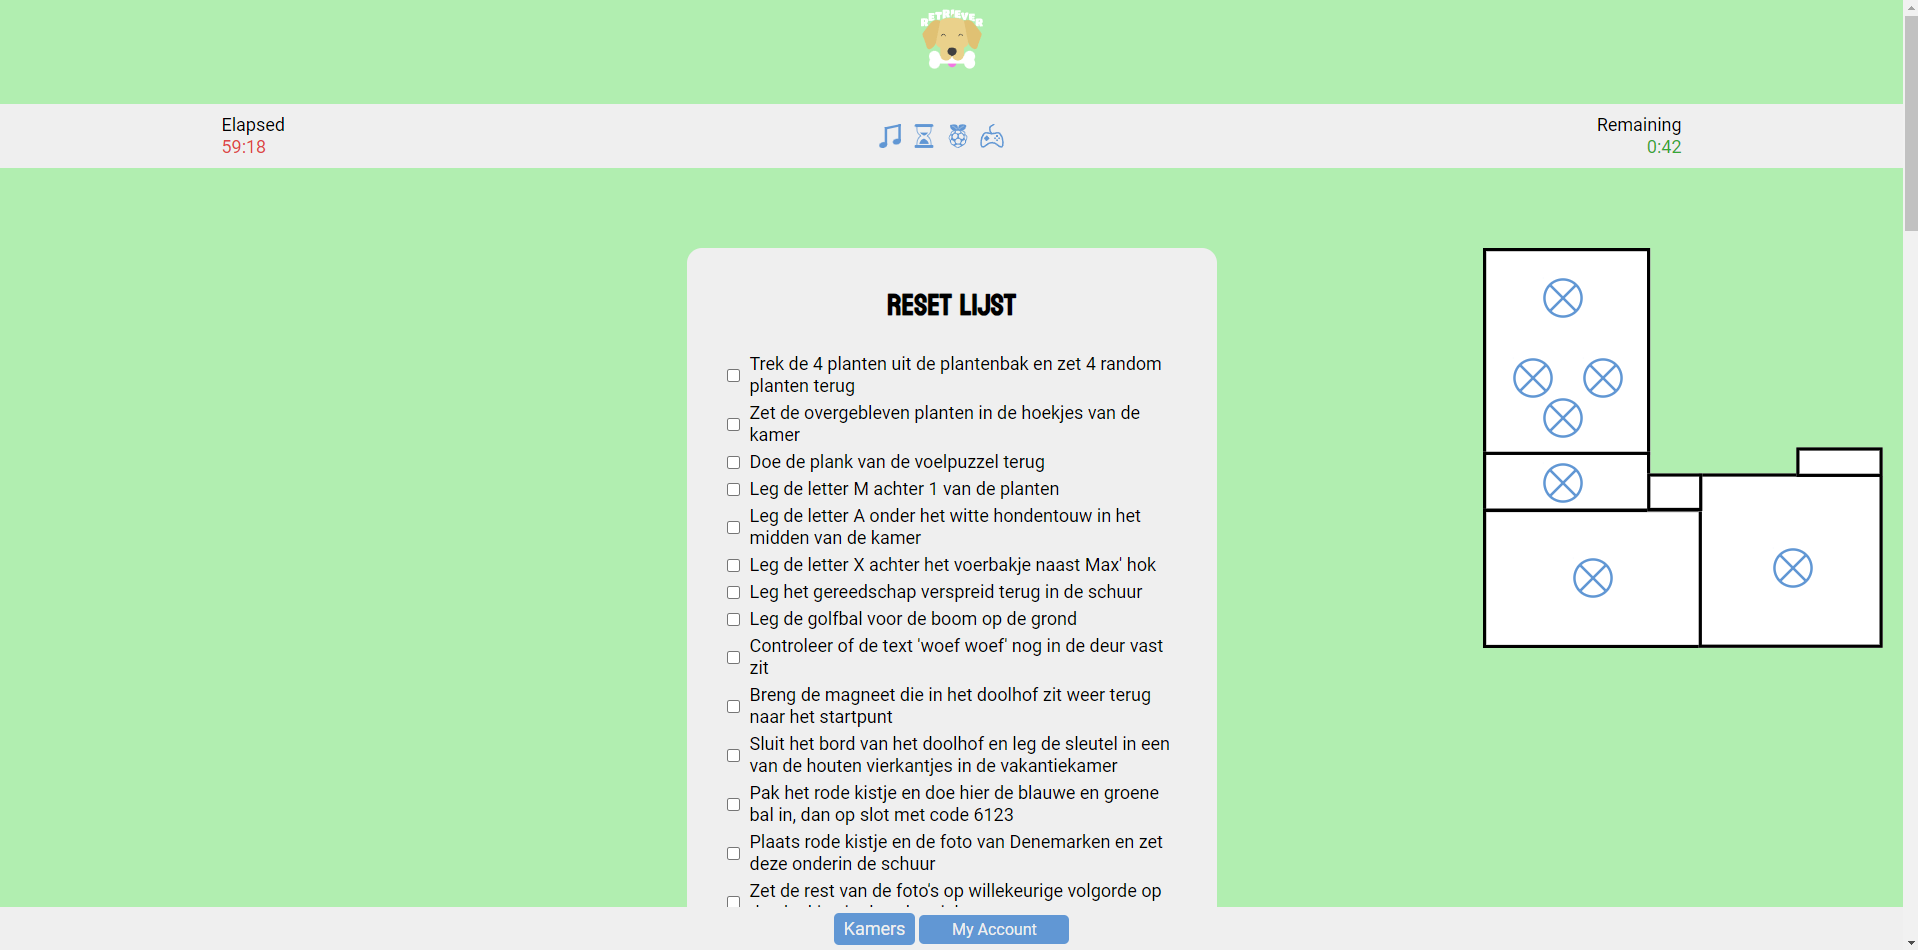 RETRIEVER
Elapsed
59:18
Remaining
0:42
RESET LIJST
Trek de 4 planten uit de plantenbak en zet 4 random
planten terug
Zet de overgebleven planten in de hoekjes van de
kamer
Doe de plank van de voelpuzzel terug
Leg de letter M achter 1 van de planten
Leg de letter A onder het witte hondentouw in het
midden van de kamer
Leg de letter X achter het voerbakje naast Max' hok
Leg het gereedschap verspreid terug in de schuur
Leg de golfbal voor de boom op de grond
Controleer of de text 'woef woef' nog in de deur vast
zit
Breng de magneet die in het doolhof zit weer terug
naar het startpunt
Sluit het bord van het doolhof en leg de sleutel in een
van de houten vierkantjes in de vakantiekamer
Pak het rode kistje en doe hier de blauwe en groene
bal in, dan op slot met code 6123
Plaats rode kistje en de foto van Denemarken en zet
deze onderin de schuur
Zet de rest van de foto's op willekeurige volgorde op
Kamers
My Account